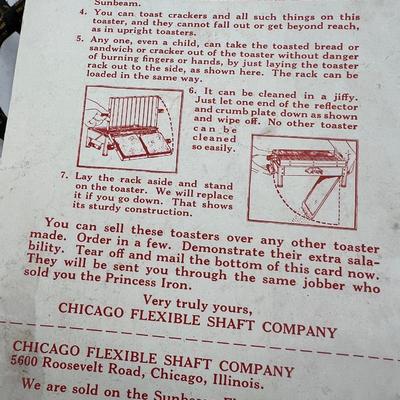 Sunbeam.
4. You can toast crackers and all such things on this
toaster, and they cannot fall out or get beyond reach,
as in upright toasters.
5. Any one, even a child, can take the toasted bread or
sandwich or cracker out of the toaster without danger
of burning fingers or hands, by just laying the toaster
rack out to the side, as shown here. The rack can be
loaded in the same way.
6. It can be cleaned in a jiffy.
Just let one end of the reflector
and crumb plate down as shown
and wipe off. No other toaster
can be
cleaned
so easily.
7. Lay the rack aside and stand
on the toaster. We will replace
it if you go down. That shows
its sturdy construction.
You can sell these toasters over any other toaster
made. Order in a few. Demonstrate their extra sala-
bility. Tear off and mail the bottom of this card now.
They will be sent you through the same jobber who
sold you the Princess Iron.
Very truly yours,
CHICAGO FLEXIBLE SHAFT COMPANY
CHICAGO FLEXIBLE SHAFT COMPANY
5600 Roosevelt Road, Chicago, Illinois.
We are sold on the Sunbeam